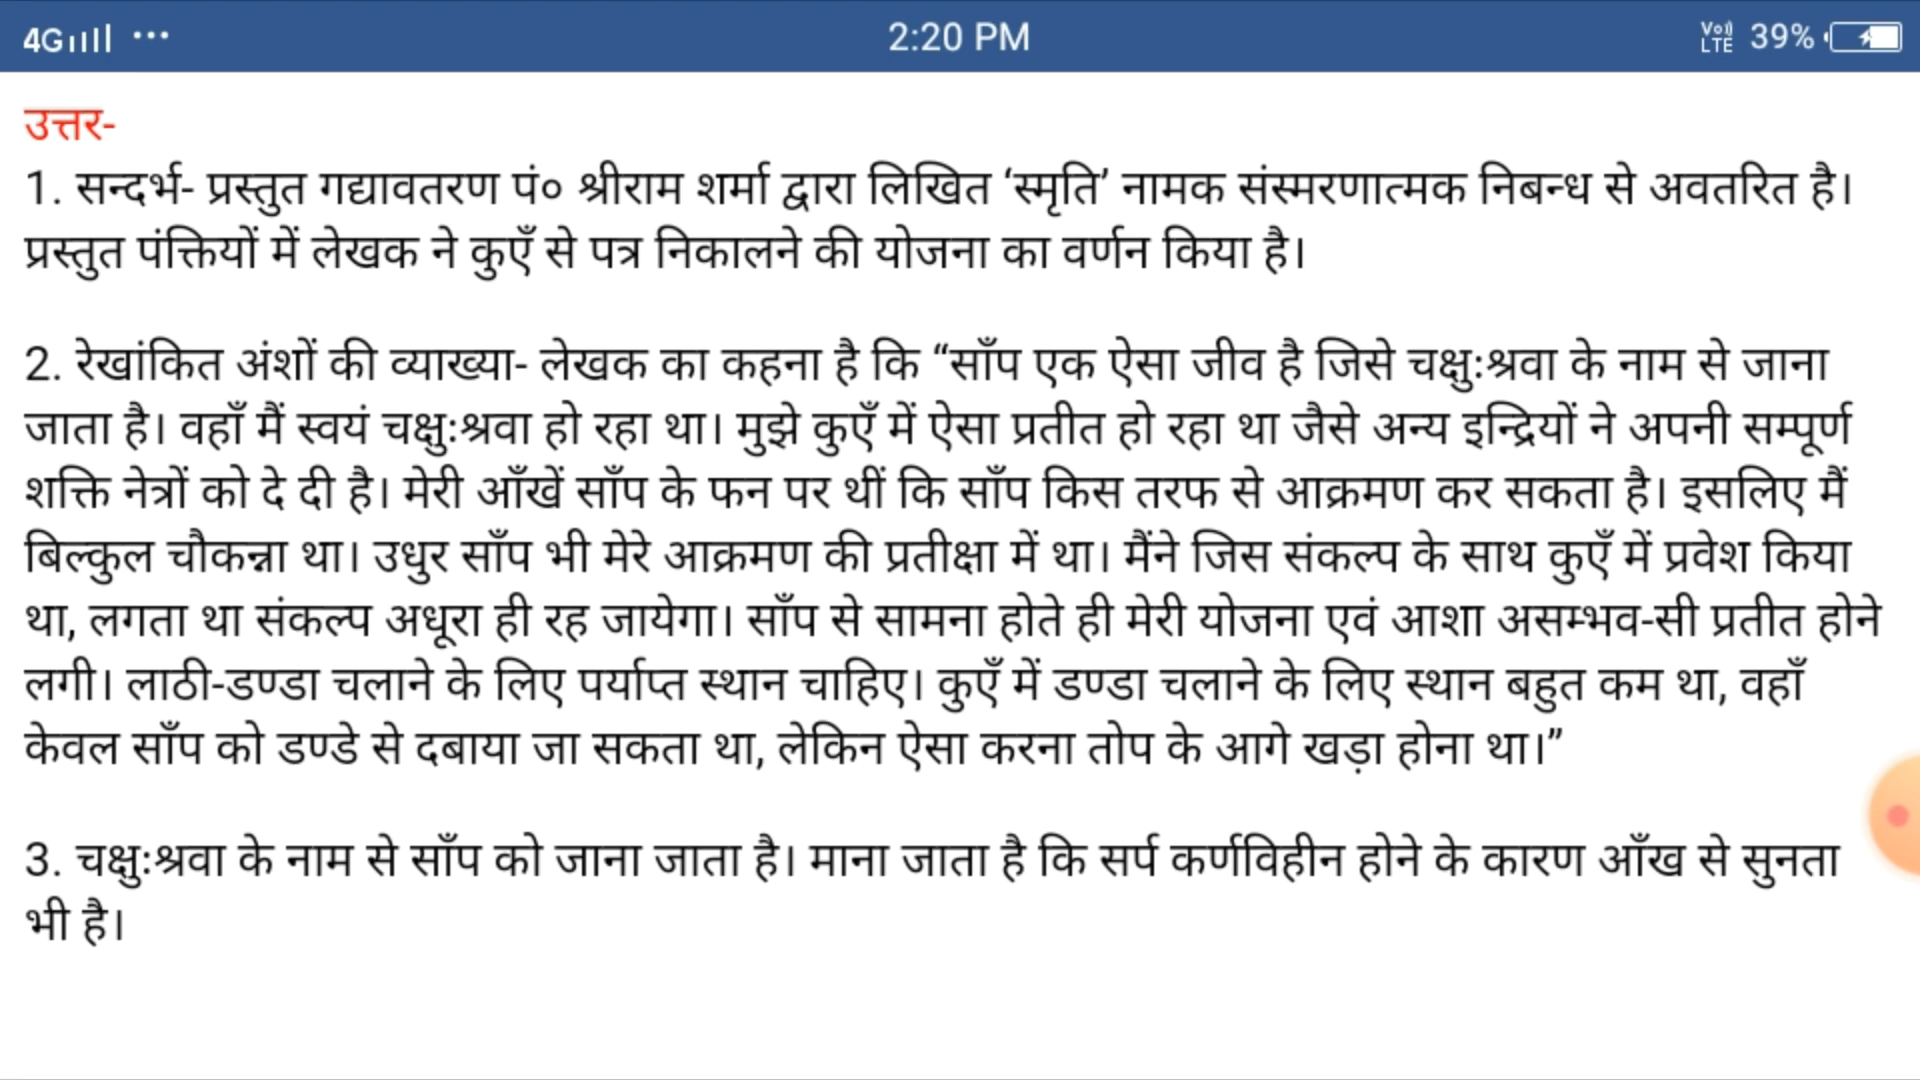 4G ... 2:20 PM Vo) LTE 39%
उत्तर-
1. सन्दर्भ- प्रस्तुत गद्यावतरण पं० श्रीराम शर्मा द्वारा लिखित ‘स्मृति’ नामक संस्मरणात्मक निबन्ध से अवतरित है।
प्रस्तुत पंक्तियों में लेखक ने कुएँ से पत्र निकालने की योजना का वर्णन किया है।
2. रेखांकित अंशों की व्याख्या- लेखक का कहना है कि “साँप एक ऐसा जीव है जिसे चक्षुःश्रवा के नाम से जाना
जाता है। वहाँ मैं स्वयं चक्षुःश्रवा हो रहा था। मुझे कुएँ में ऐसा प्रतीत हो रहा था जैसे अन्य इन्द्रियों ने अपनी सम्पूर्ण
शक्ति नेत्रों को दे दी है। मेरी आँखें साँप के फन पर थीं कि साँप किस तरफ से आक्रमण कर सकता है। इसलिए मैं
बिल्कुल चौकन्ना था। उधुर साँप भी मेरे आक्रमण की प्रतीक्षा में था। मैंने जिस संकल्प के साथ कुएँ में प्रवेश किया
था, लगता था संकल्प अधूरा ही रह जायेगा। साँप से सामना होते ही मेरी योजना एवं आशा असम्भव-सी प्रतीत होने
लगी। लाठी-डण्डा चलाने के लिए पर्याप्त स्थान चाहिए। कुएँ में डण्डा चलाने के लिए स्थान बहुत कम था, वहाँ
केवल साँप को डण्डे से दबाया जा सकता था, लेकिन ऐसा करना तोप के आगे खड़ा होना था।”
3. चक्षुःश्रवा के नाम से साँप को जाना जाता है। माना जाता है कि सर्प कर्णविहीन होने के कारण आँख से सुनता
भी है।